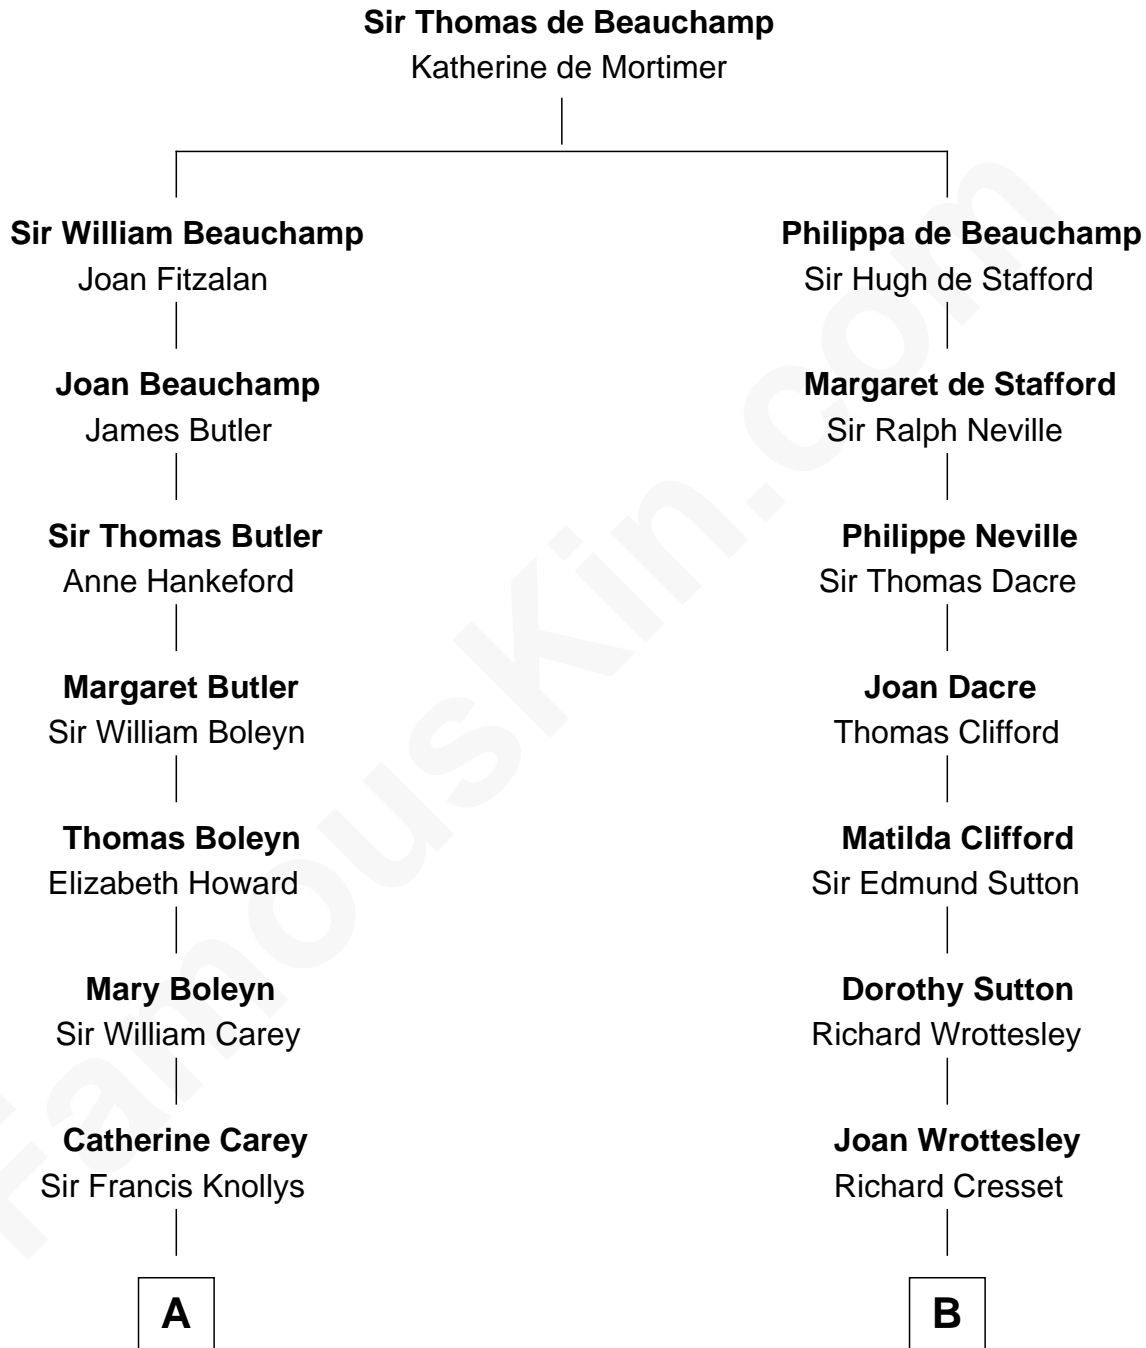 Sir Thomas de Beauchamp
Katherine de Mortimer
Sir William Beauchamp
Joan Fitzalan
Philippa de Beauchamp
Sir Hugh de Stafford
Joan Beauchamp
James Butler
Margaret de Stafford
Sir Ralph Neville
Sir Thomas Butler
Anne Hankeford
Philippe Neville
Sir Thomas Dacre
Margaret Butler
Sir William Boleyn
Joan Dacre
Thomas Clifford
Thomas Boleyn
Elizabeth Howard
Matilda Clifford
Sir Edmund Sutton
Mary Boleyn
Sir William Carey
Dorothy Sutton
Richard Wrottesley
Catherine Carey
Sir Francis Knollys
Joan Wrottesley
Richard Cresset
A
B
FamousKin.com